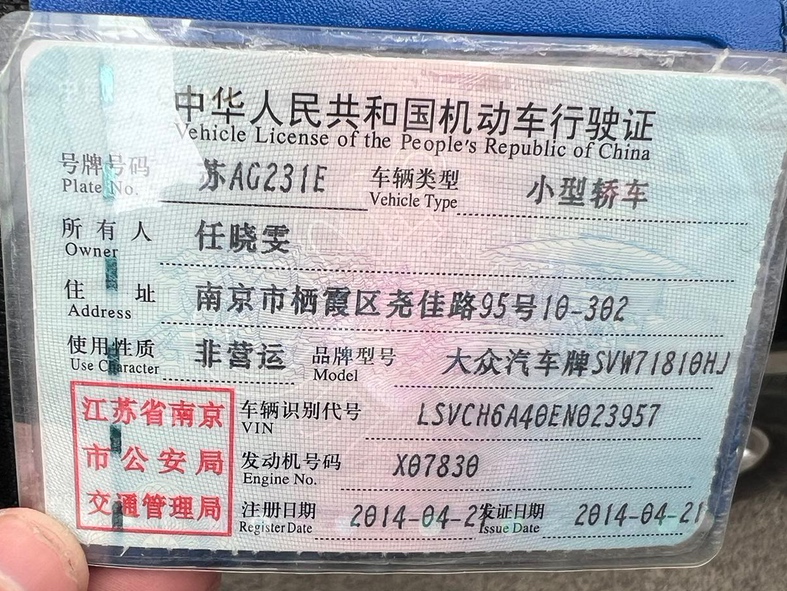 中华人民共和国机动车行驶证
Vehicle License of the People's Republic of China
号牌号码 苏AG231E 车辆类型 小型轿车
Plate No. Vehicle Type
所有人 任晓雯
Owner
住址 南京市栖霞区尧佳路95号10-302
Address
使用性质 非营运 品牌型号 大众汽车牌SVW71810HJ
Use Character Model
江苏省南京 车辆识别代号 LSVCH6A40EN023957
VIN
市公安局 发动机号码 X07830
Engine No.
交通管理局 注册日期 2014-04-21 发证日期 2014-04-21
Register Date Issue Date